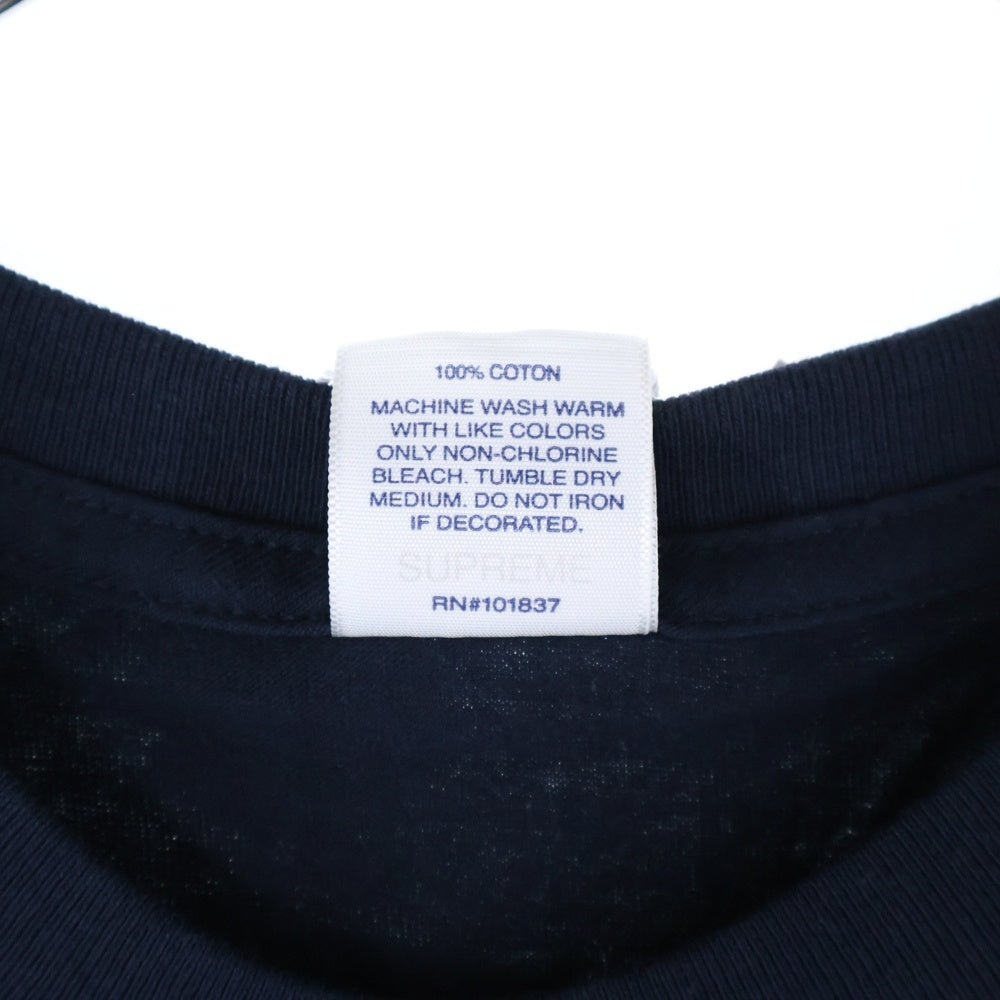 100% COTON
MACHINE WASH WARM
WITH LIKE COLORS
ONLY NON-CHLORINE
BLEACH. TUMBLE DRY
MEDIUM. DO NOT IRON
IF DECORATED.
SUPREME
RN#101837